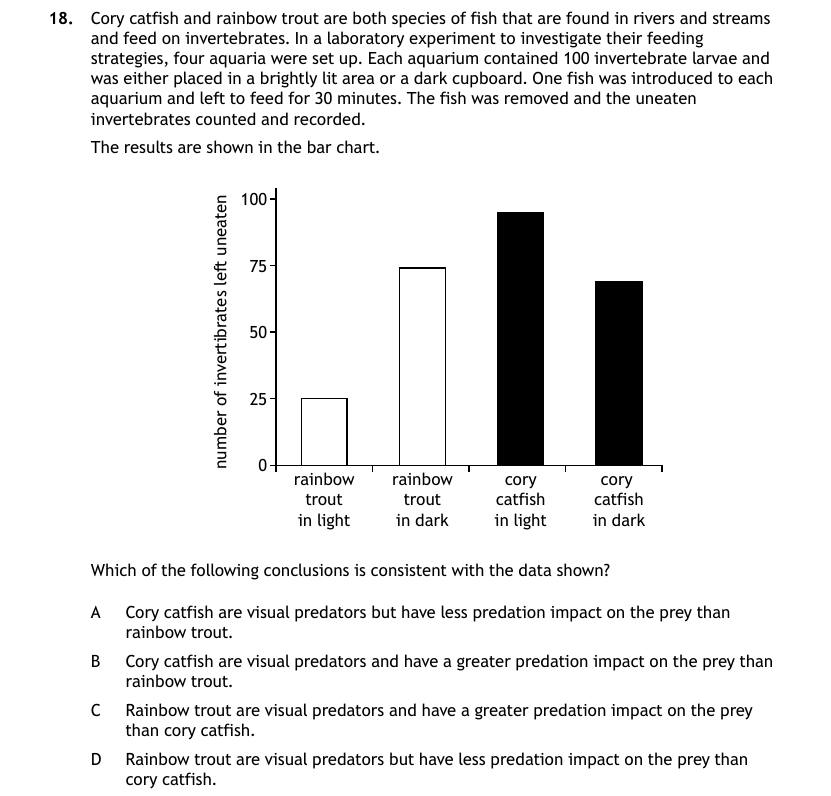 18. Cory catfish and rainbow trout are both species of fish that are found in rivers and streams
and feed on invertebrates. In a laboratory experiment to investigate their feeding
strategies, four aquaria were set up. Each aquarium contained 100 invertebrate larvae and
was either placed in a brightly lit area or a dark cupboard. One fish was introduced to each
aquarium and left to feed for 30 minutes. The fish was removed and the uneaten
invertebrates counted and recorded.
The results are shown in the bar chart.
number of invertibrates left uneaten
100
75
50
25
0
rainbow
trout
in light
rainbow
trout
in dark
cory
catfish
in light
cory
catfish
in dark
Which of the following conclusions is consistent with the data shown?
A Cory catfish are visual predators but have less predation impact on the prey than
rainbow trout.
B Cory catfish are visual predators and have a greater predation impact on the prey than
rainbow trout.
C Rainbow trout are visual predators and have a greater predation impact on the prey
than cory catfish.
D Rainbow trout are visual predators but have less predation impact on the prey than
cory catfish.